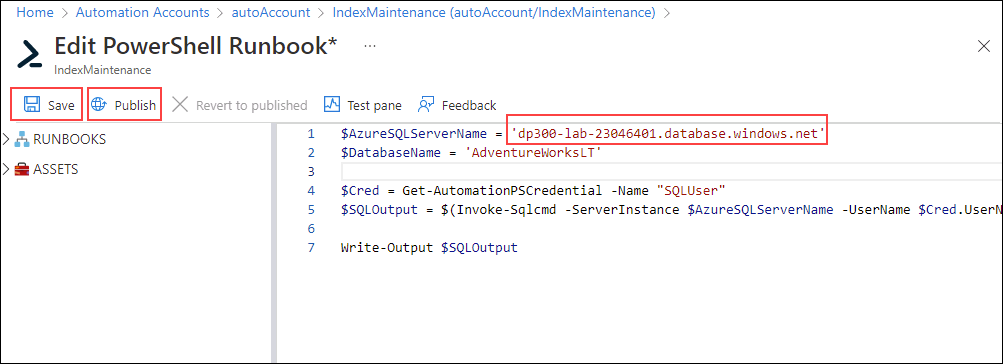 Home > Automation Accounts > autoAccount > IndexMaintenance (autoAccount/IndexMaintenance) >
Edit PowerShell Runbook* ...
IndexMaintenance
Save Publish Revert to published Test pane Feedback
RUNBOOKS
ASSETS
1 $AzureSQLServerName = 'dp300-lab-23046401.database.windows.net'
2 $DatabaseName = 'AdventureWorksLT'
3
4 $Cred = Get-AutomationPSCredential -Name "SQLUser"
5 $SQLOutput = $(Invoke-Sqlcmd -ServerInstance $AzureSQLServerName -UserName $Cred.UserN
6
7 Write-Output $SQLOutput